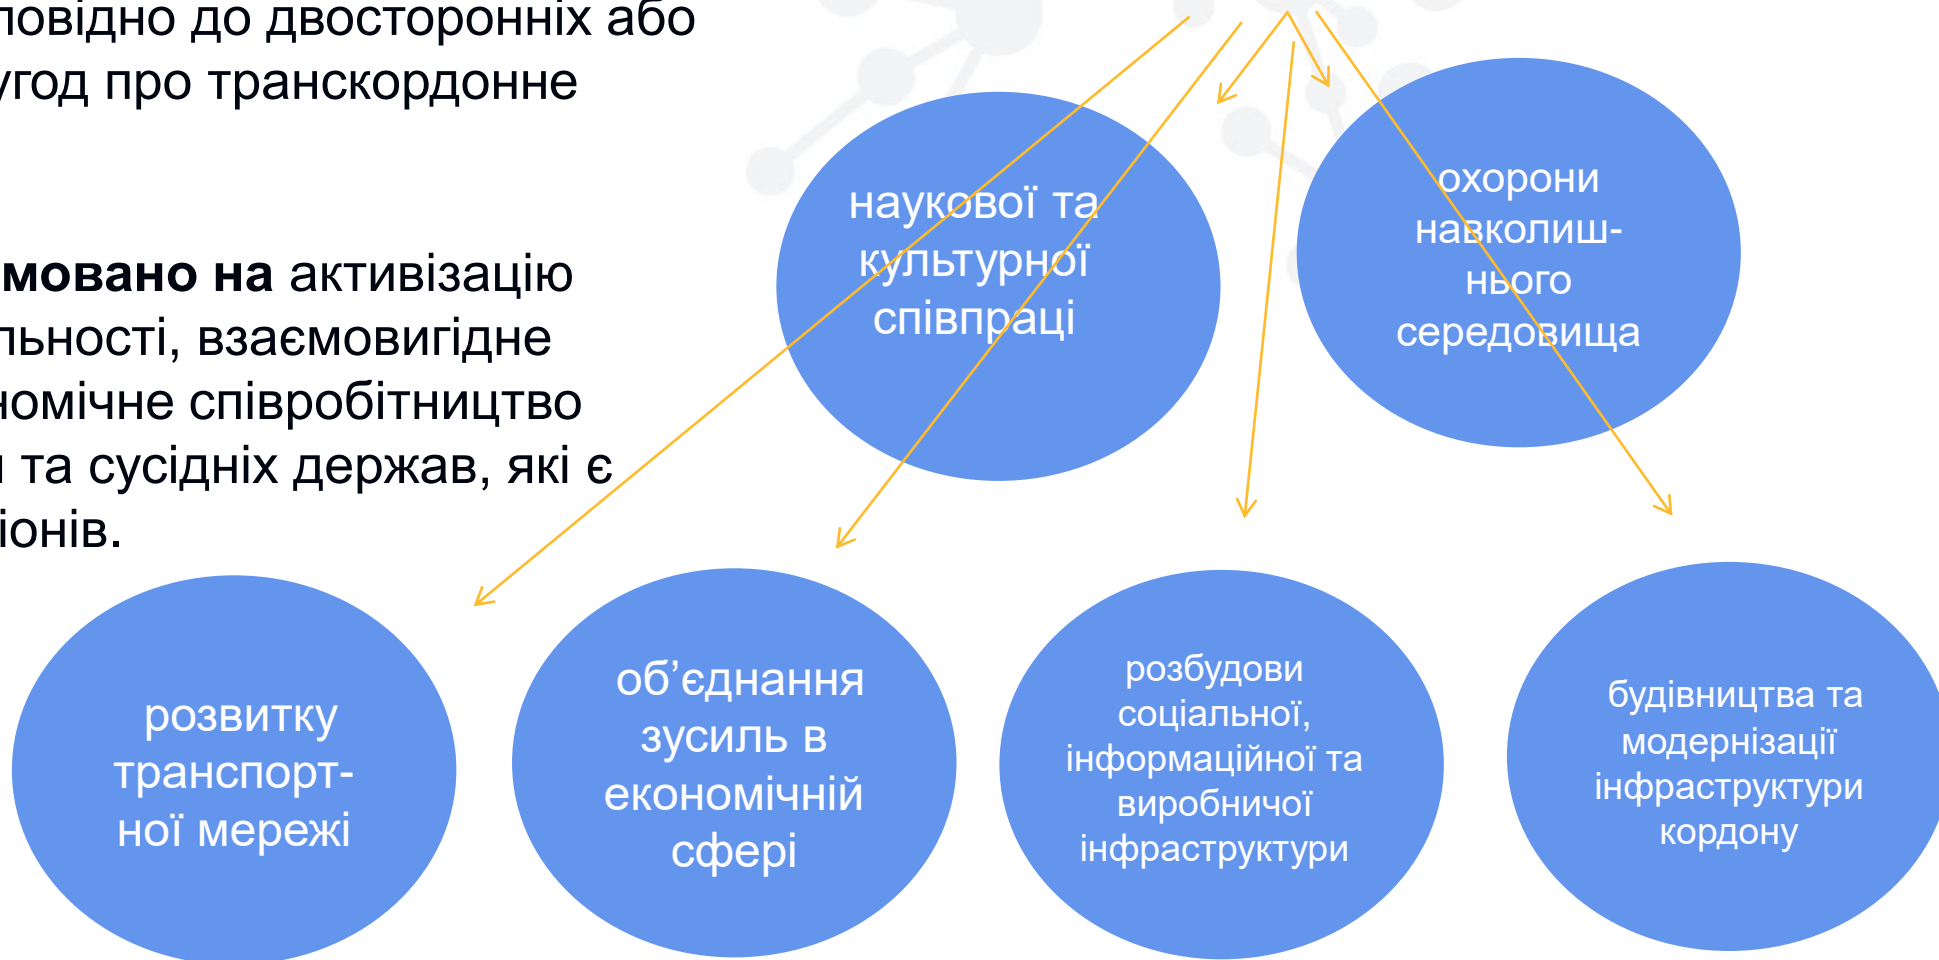 повідно до двосторонніх або
угод про транскордонне
мовано на активізацію
льності, взаємовигідне
номічне співробітництво
та сусідніх держав, які є
іонів.
наукової та
культурної
співпраці
охорони
навколиш-
нього
середовища
розвитку
транспорт-
ної мережі
об’єднання
зусиль в
економічній
сфері
розбудови
соціальної,
інформаційної та
виробничої
інфраструктури
будівництва та
модернізації
інфраструктури
кордону